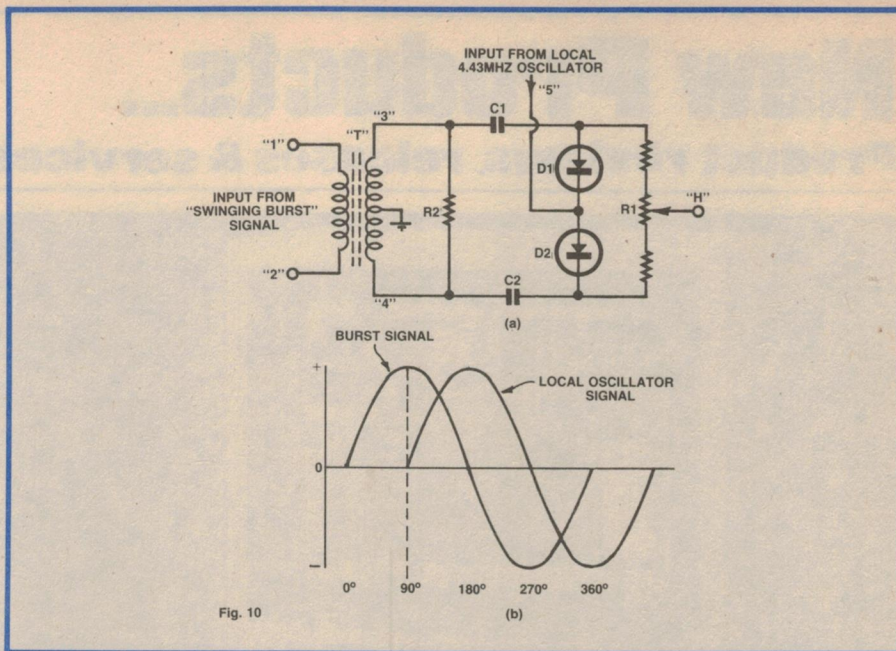 INPUT FROM LOCAL
4.43MHZ OSCILLATOR
"5"
C1
"3"
"T"
"1"
D1
INPUT FROM
"SWINGING BURST"
SIGNAL
R2
R1
"H"
D2
"2"
"4"
C2
(a)
BURST SIGNAL
+
LOCAL OSCILLATOR
SIGNAL
0
–
0° 90° 180° 270° 360°
Fig. 10
(b)